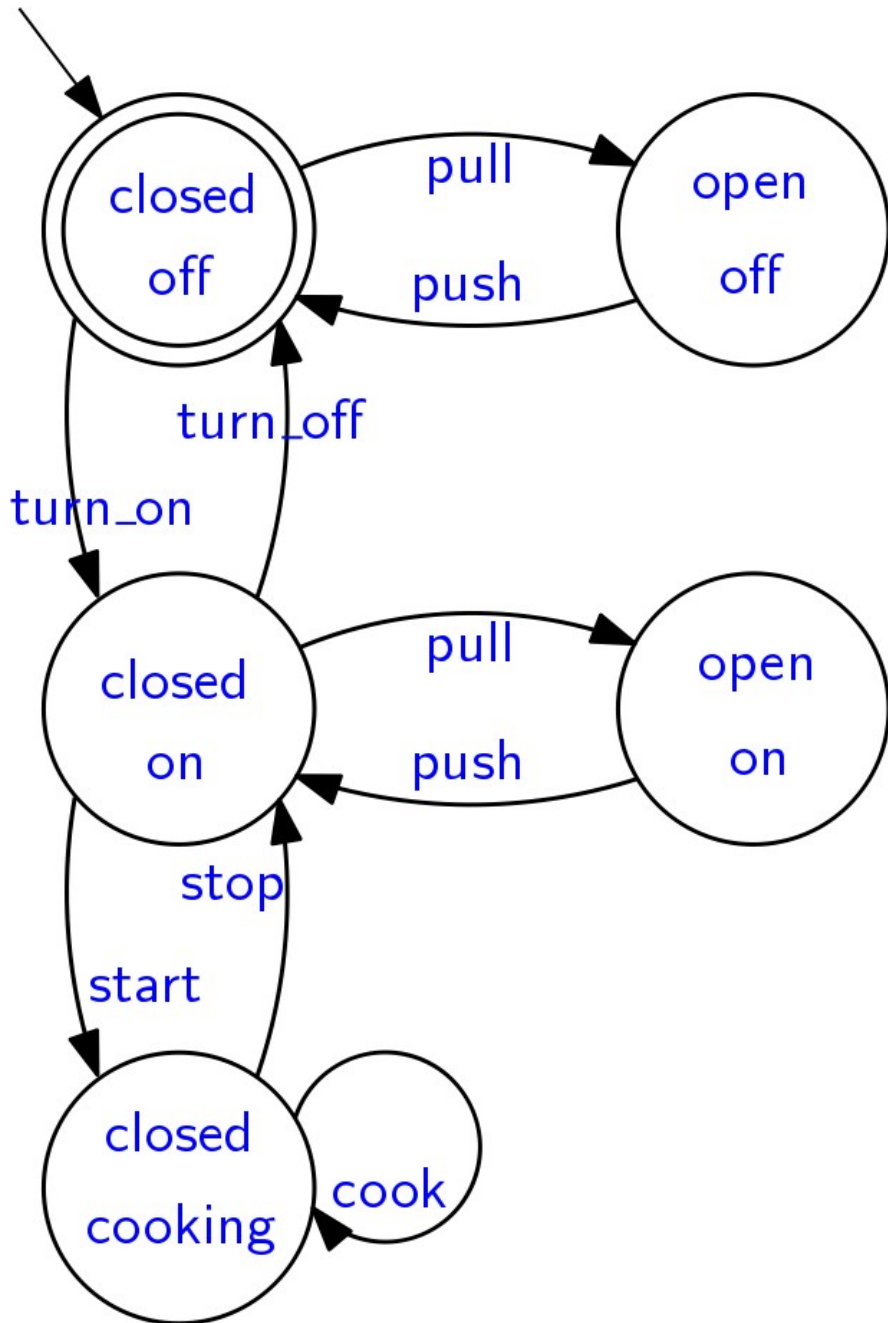 closed
off
pull
open
off
push
turn_off
turn_on
closed
on
pull
open
on
push
stop
start
closed
cooking
cook